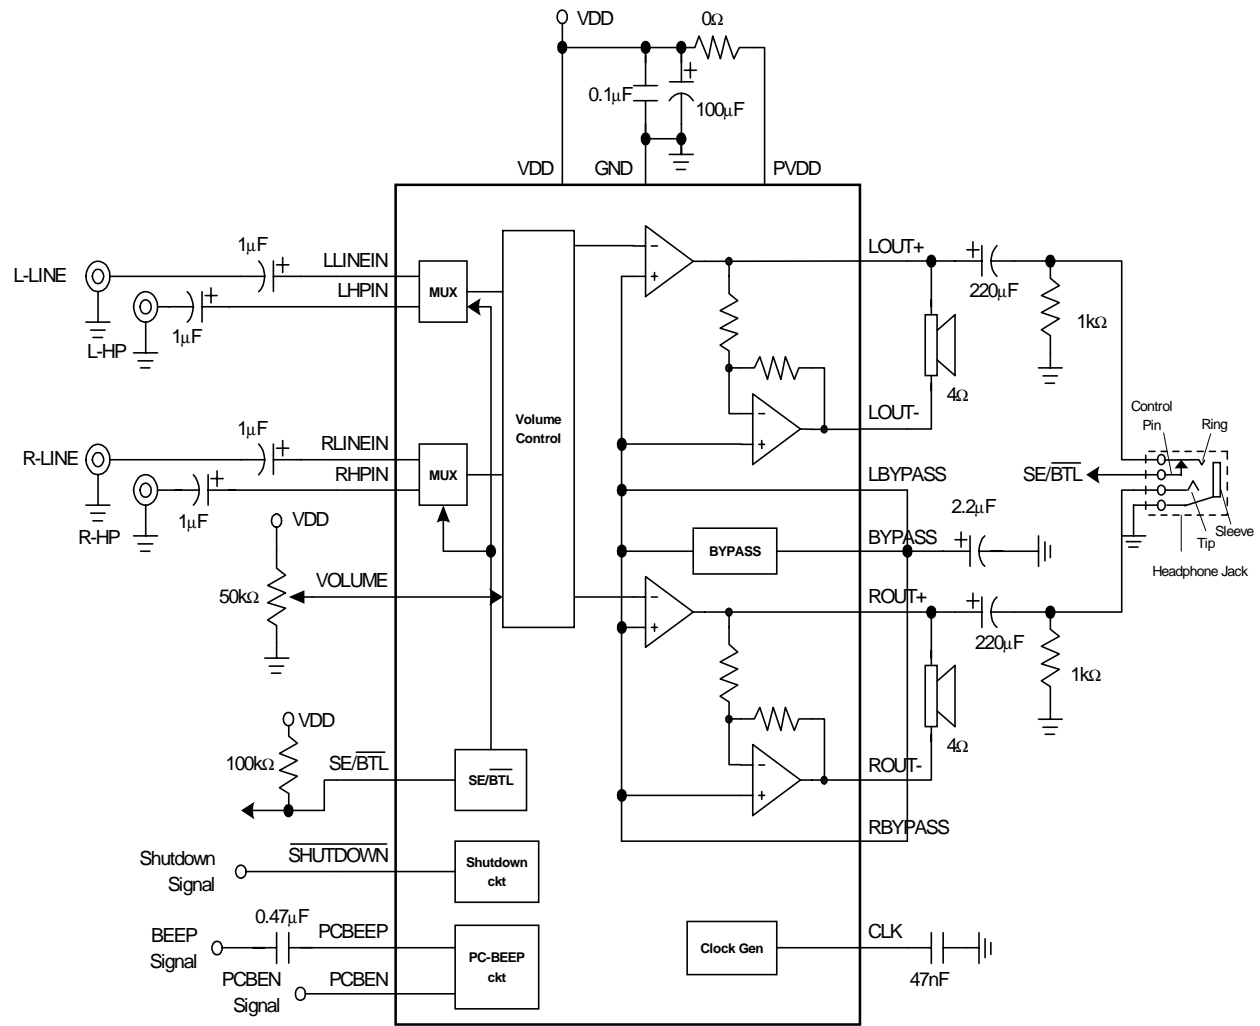 VDD
0Ω
0.1μF
+
100μF
VDD
GND
PVDD
1μF
+
LLINEIN
L-LINE
LHPIN
+
1μF
L-HP
MUX
LOUT+
+
220μF
1kΩ
−
+
4Ω
LOUT-
−
+
Volume
Control
1μF
+
RLINEIN
R-LINE
RHPIN
+
1μF
R-HP
MUX
Control
Pin
Ring
SE/BTL
Sleeve
Tip
Headphone Jack
LBYPASS
2.2μF
BYPASS
BYPASS
+
VDD
VOLUME
50kΩ
−
+
ROUT+
+
220μF
1kΩ
4Ω
ROUT-
−
+
VDD
100kΩ
SE/BTL
SE/BTL
RBYPASS
Shutdown
Signal
SHUTDOWN
Shutdown
ckt
0.47μF
BEEP
Signal
PCBEEP
PC-BEEP
ckt
PCBEN
Signal
PCBEN
Clock Gen
CLK
47nF